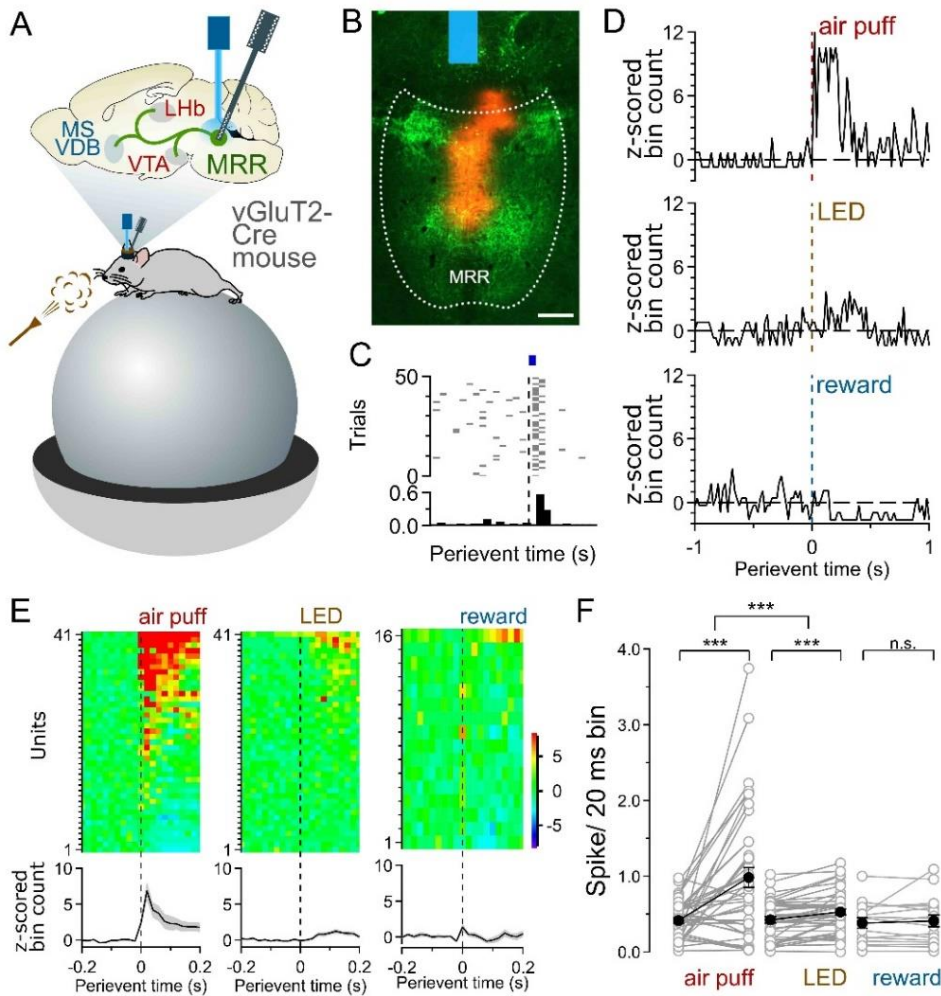 A
LHb
MS
VDB
VTA
MRR
vGluT2-
Cre
mouse
B
MRR
C
50
Trials
0
0.6
0.0
Perievent time (s)
D
air puff
12
z-scored
bin count
6
0
LED
12
z-scored
bin count
6
0
reward
12
z-scored
bin count
6
0
-1 0 1
Perievent time (s)
E
air puff LED reward
41 41 16
Units
5
0
-5
1 1 1
z-scored
bin count
10 10 10
5 5 5
0 0 0
-0.2 0 0.2 -0.2 0 0.2 -0.2 0 0.2
Perievent time (s) Perievent time (s) Perievent time (s)
F
***
*** *** n.s.
Spike/ 20 ms bin
4.0
3.0
2.0
1.0
0.0
air puff LED reward